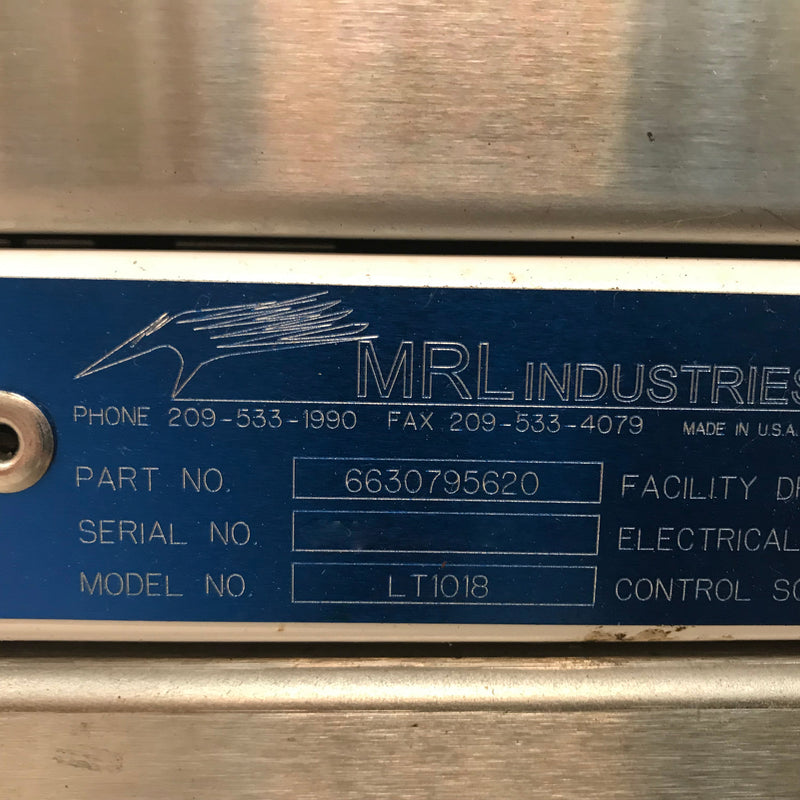 MRL INDUSTRIES
PHONE 209-533-1990 FAX 209-533-4079 MADE IN U.S.A.
PART NO. 6630795620 FACILITY
SERIAL NO. ELECTRICAL
MODEL NO. LT1018 CONTROL